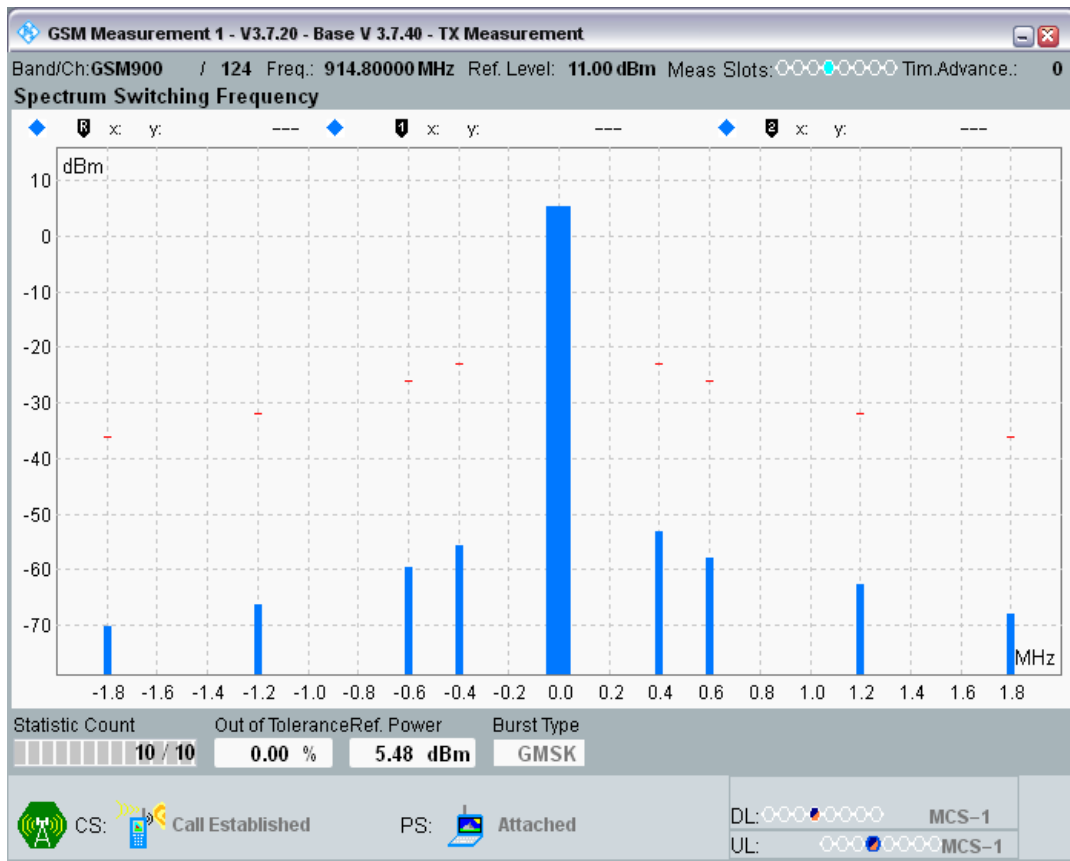 GSM Measurement 1 - V3.7.20 - Base V 3.7.40 - TX Measurement
Band/Ch:GSM900 / 124 Freq.: 914.80000 MHz Ref. Level: 11.00 dBm Meas Slots: Tim.Advance.: 0
Spectrum Switching Frequency
R x: y: --- 1 x: y: --- 2 x: y: ---
dBm
10
0
-10
-20
-30
-40
-50
-60
-70
MHz
-1.8 -1.6 -1.4 -1.2 -1.0 -0.8 -0.6 -0.4 -0.2 0.0 0.2 0.4 0.6 0.8 1.0 1.2 1.4 1.6 1.8
Statistic Count Out of Tolerance Ref. Power Burst Type
10 / 10 0.00 % 5.48 dBm GMSK
CS: Call Established PS: Attached DL: MCS-1
UL: MCS-1